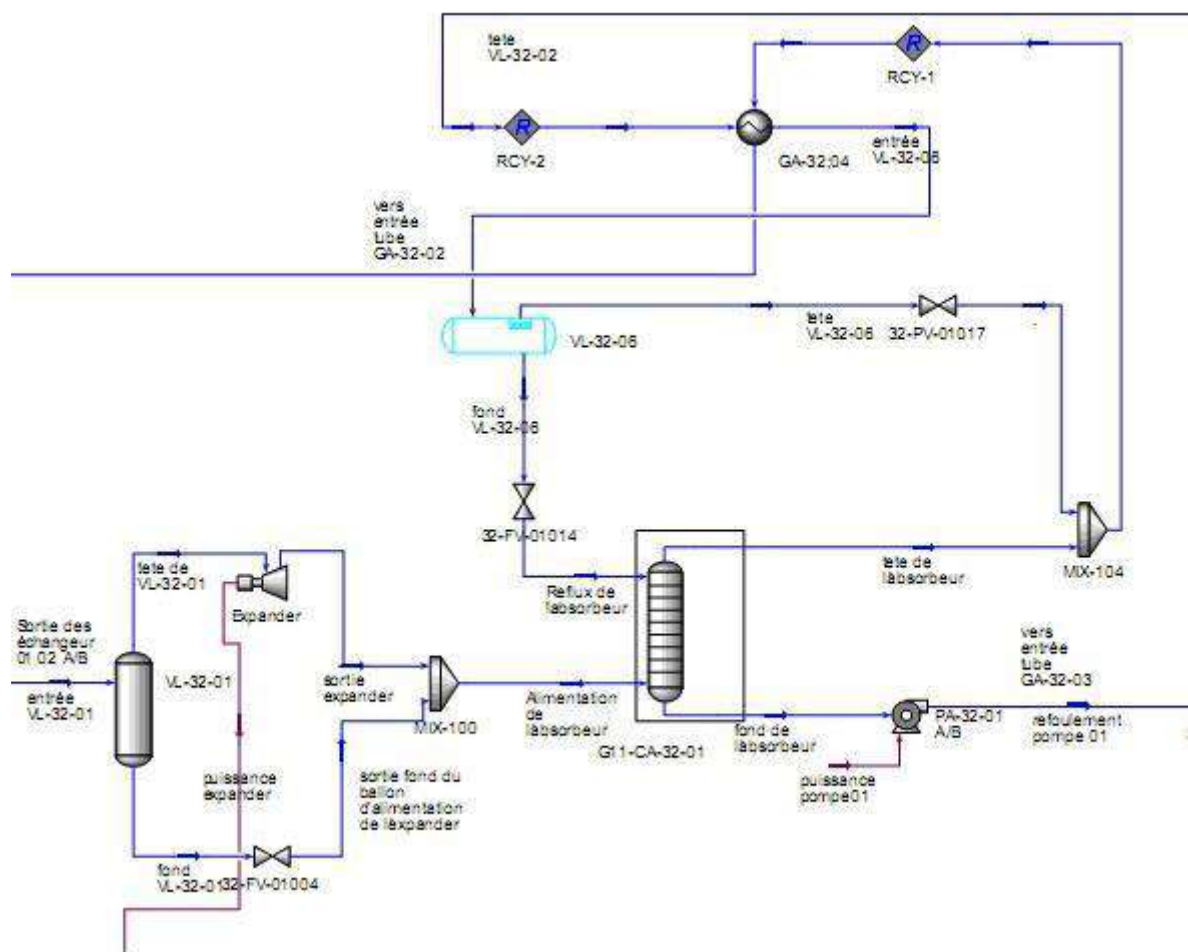 tete
VL-32-02
R
RCY-1
R
RCY-2
GA-32;04
entrée
VL-32-06
vers
entrée
tube
GA-32-02
VL-32-06
tete
VL-32-06
32-PV-01017
fond
VL-32-06
32-FV-01014
tete de
VL-32-01
Expander
Reflux de
l'absorbeur
tete de
l'absorbeur
MIX-104
Sortie des
échangeur
01 02 A/B
entrée
VL-32-01
VL-32-01
sortie
expander
MIX-100
Alimentation
de
l'absorbeur
G11-CA-32-01
fond de
l'absorbeur
vers
entrée
tube
GA-32-03
PA-32-01
A/B
refoulement
pompe 01
puissance
pompe01
puissance
expander
sortie fond du
ballon
d'alimentation
de l'expander
fond
VL-32-01
32-FV-01004